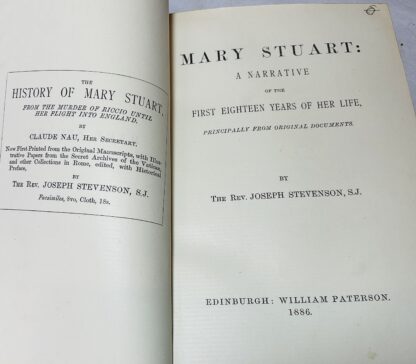 THE
HISTORY OF MARY STUART,
FROM THE MURDER OF RICCIO UNTIL
HER FLIGHT INTO ENGLAND.
BY
CLAUDE NAU, HER SECRETARY.
Now First Printed from the Original Manuscripts, with Illus-
trative Papers from the Secret Archives of the Vatican,
and other Collections in Rome, edited, with Historical
Preface,
BY
THE REV. JOSEPH STEVENSON, S.J.
Facsimiles, 8vo, Cloth, 18s.
MARY STUART:
A NARRATIVE
OF THE
FIRST EIGHTEEN YEARS OF HER LIFE,
PRINCIPALLY FROM ORIGINAL DOCUMENTS.
BY
THE REV. JOSEPH STEVENSON, S.J.
EDINBURGH: WILLIAM PATERSON.
1886.